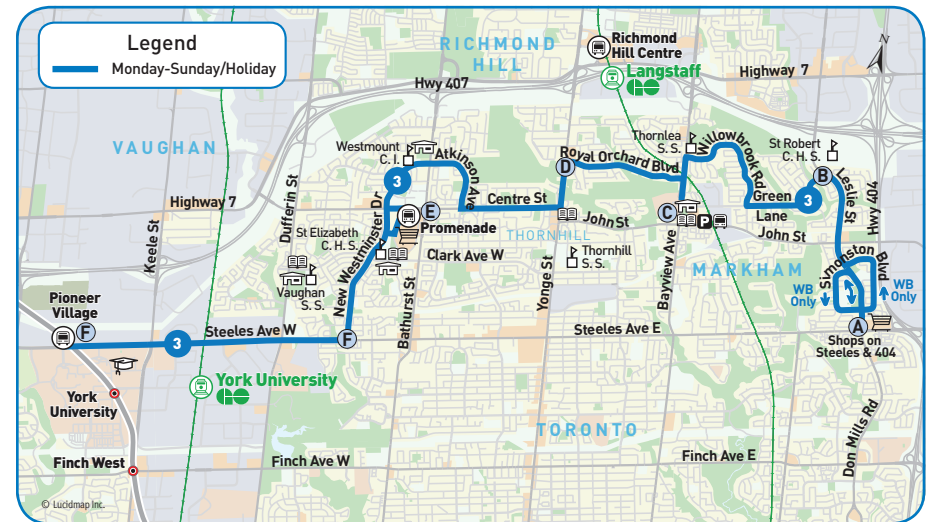 Legend
Monday-Sunday/Holiday
RICHMOND
HILL
Richmond
Hill Centre
Langstaff
GO
Highway 7
N
Hwy 407
VAUGHAN
Westmount
C. I.
3
Atkinson
Ave
Thornlea
S. S.
Willowbrook Rd
St Robert
C. H. S.
B
Leslie St
Hwy 404
D
Royal Orchard Blvd
Green
Lane
3
Highway 7
Keele St
Dufferin St
St Elizabeth
C. H. S.
New Westminster Dr
E
Promenade
Centre St
John St
THORNHILL
C
P
John St
Clark Ave W
Thornhill
S. S.
Vaughan
S. S.
Bathurst St
Yonge St
Bayview Ave
MARKHAM
Simonston
Blvd
WB
Only
WB
Only
Pioneer
Village
F
3
Steeles Ave W
F
Steeles Ave E
A
Shops on
Steeles & 404
York
University
York University
GO
TORONTO
Don Mills Rd
Finch West
Finch Ave W
Finch Ave E
© Lucidmap Inc.